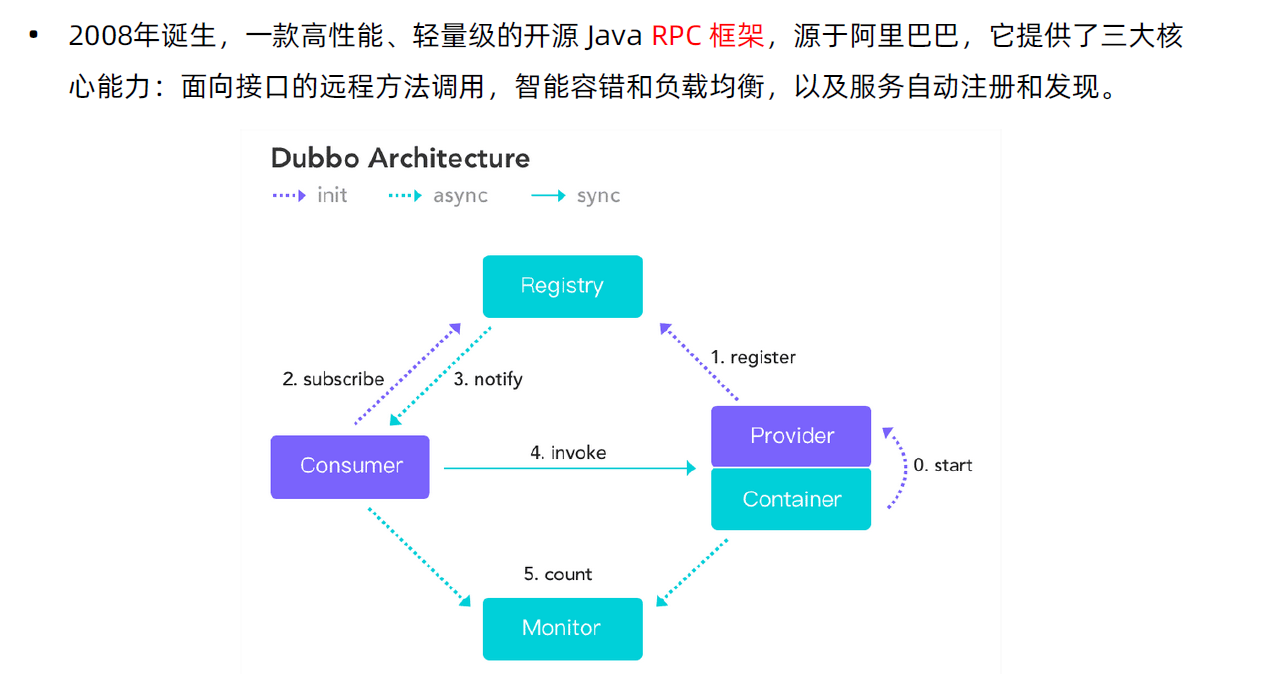 • 2008年诞生，一款高性能、轻量级的开源 Java RPC 框架，源于阿里巴巴，它提供了三大核
心能力：面向接口的远程方法调用，智能容错和负载均衡，以及服务自动注册和发现。
Dubbo Architecture
init async sync
Registry
1. register
2. subscribe 3. notify
Provider
4. invoke
Consumer 0. start
Container
5. count
Monitor